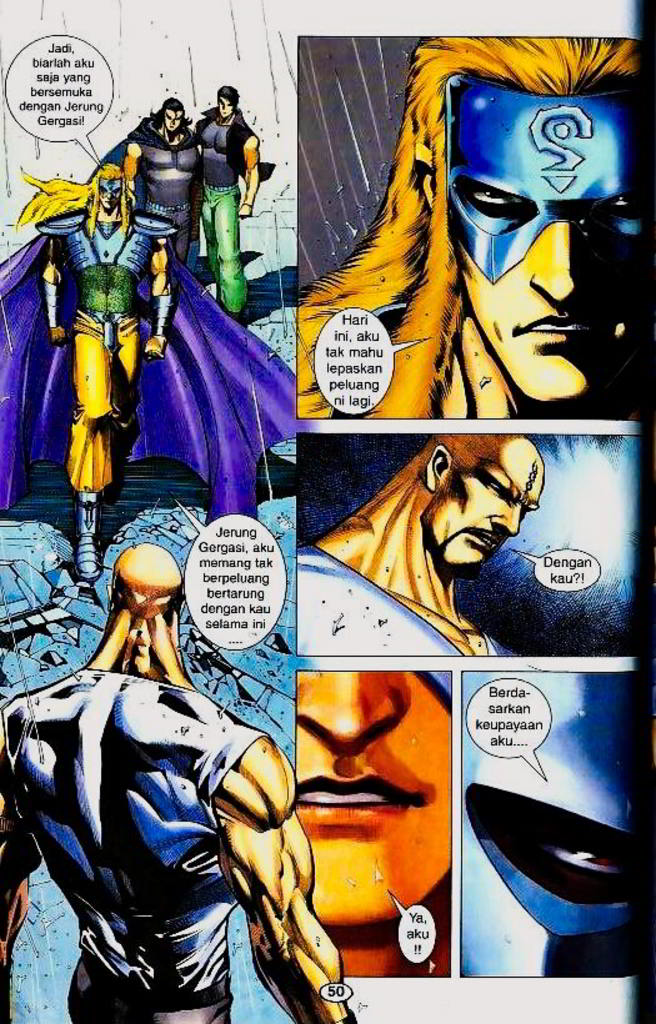 Jadi,
biarlah aku
saja yang
bersemuka
dengan Jerung
Gergasi!
Jerung
Gergasi, aku
memang tak
berpeluang
bertarung
dengan kau
selama ini
....
Hari
ini, aku
tak mahu
lepaskan
peluang
ni lagi.
Dengan
kau?!
Ya,
aku
!!
Berda-
sarkan
keupayaan
aku....
50